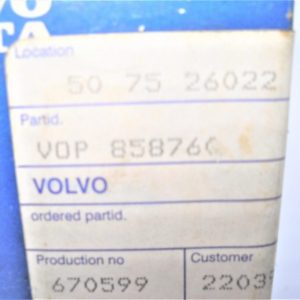 Location
50 75 26022
Partid.
VOP 85876
VOLVO
ordered partid.
Production no
Customer
670599
2203